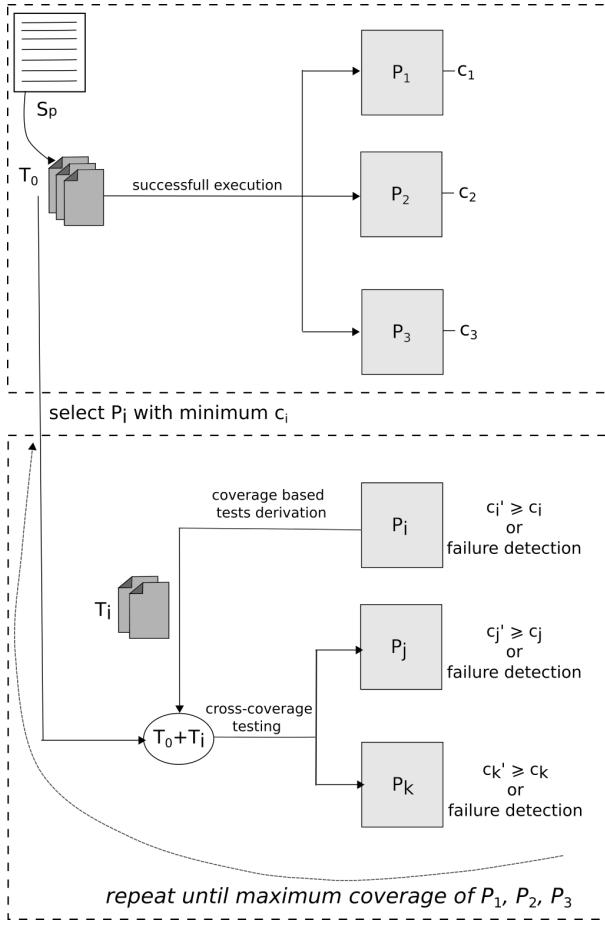 Sp
T₀
successfull execution
P₁
c₁
P₂
c₂
P₃
c₃
select Pi with minimum cᵢ
coverage based
tests derivation
Pi
cᵢ' ⩾ cᵢ
or
failure detection
Ti
Pj
cⱼ' ⩾ cⱼ
or
failure detection
cross-coverage
testing
T₀+Ti
Pk
cₖ' ⩾ cₖ
or
failure detection
repeat until maximum coverage of P₁, P₂, P₃